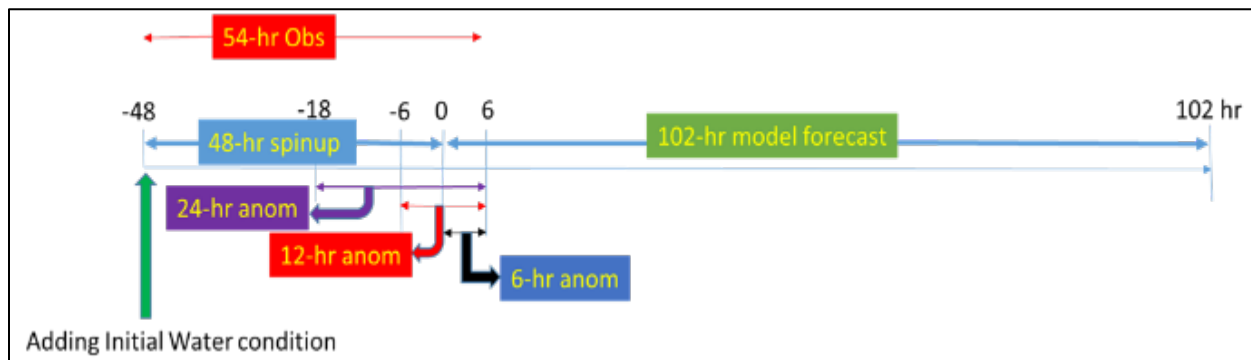 54-hr Obs
-48
-18
-6
0
6
102 hr
48-hr spinup
102-hr model forecast
24-hr anom
12-hr anom
6-hr anom
Adding Initial Water condition